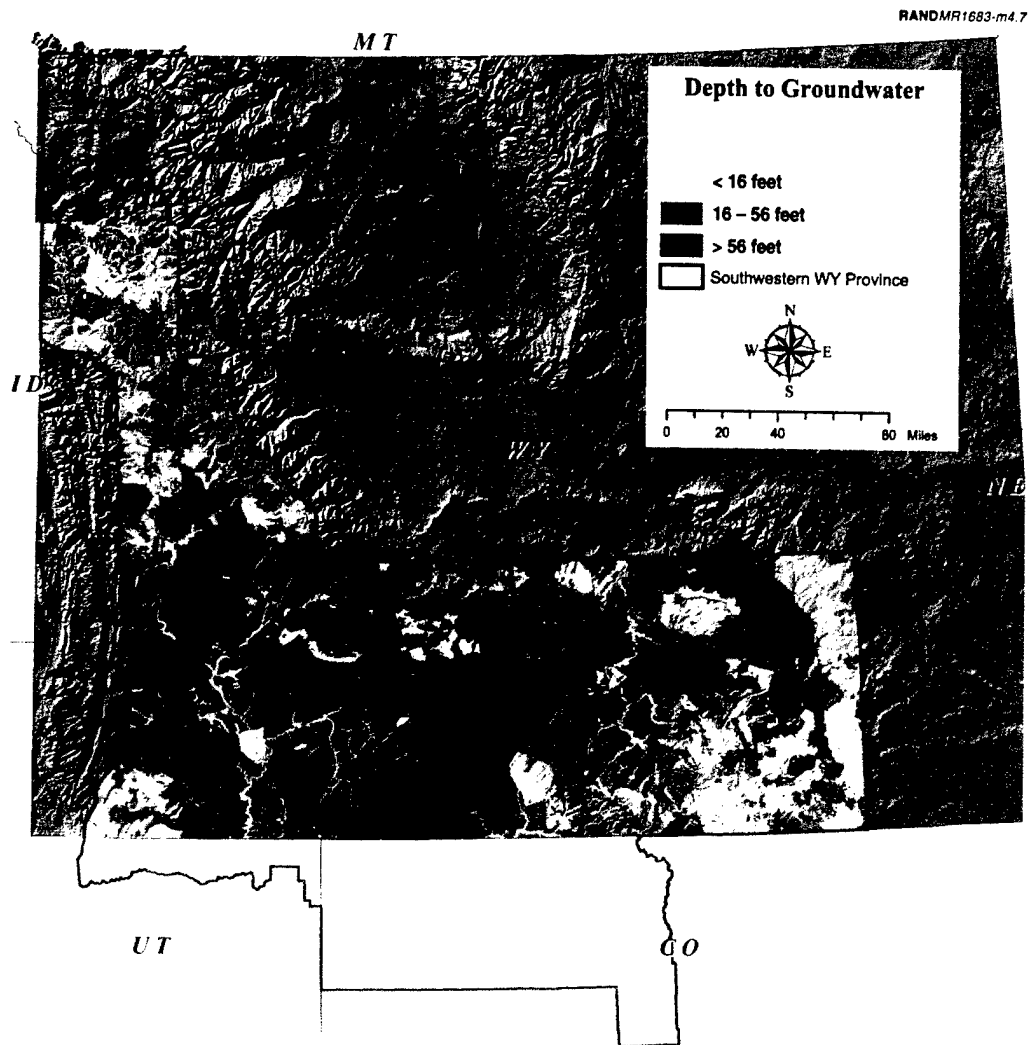 RANDMR1683-m4.7
MT
Depth to Groundwater
< 16 feet
16 – 56 feet
> 56 feet
Southwestern WY Province
N
W E
S
0 20 40 80 Miles
ID
WY
NE
UT
CO